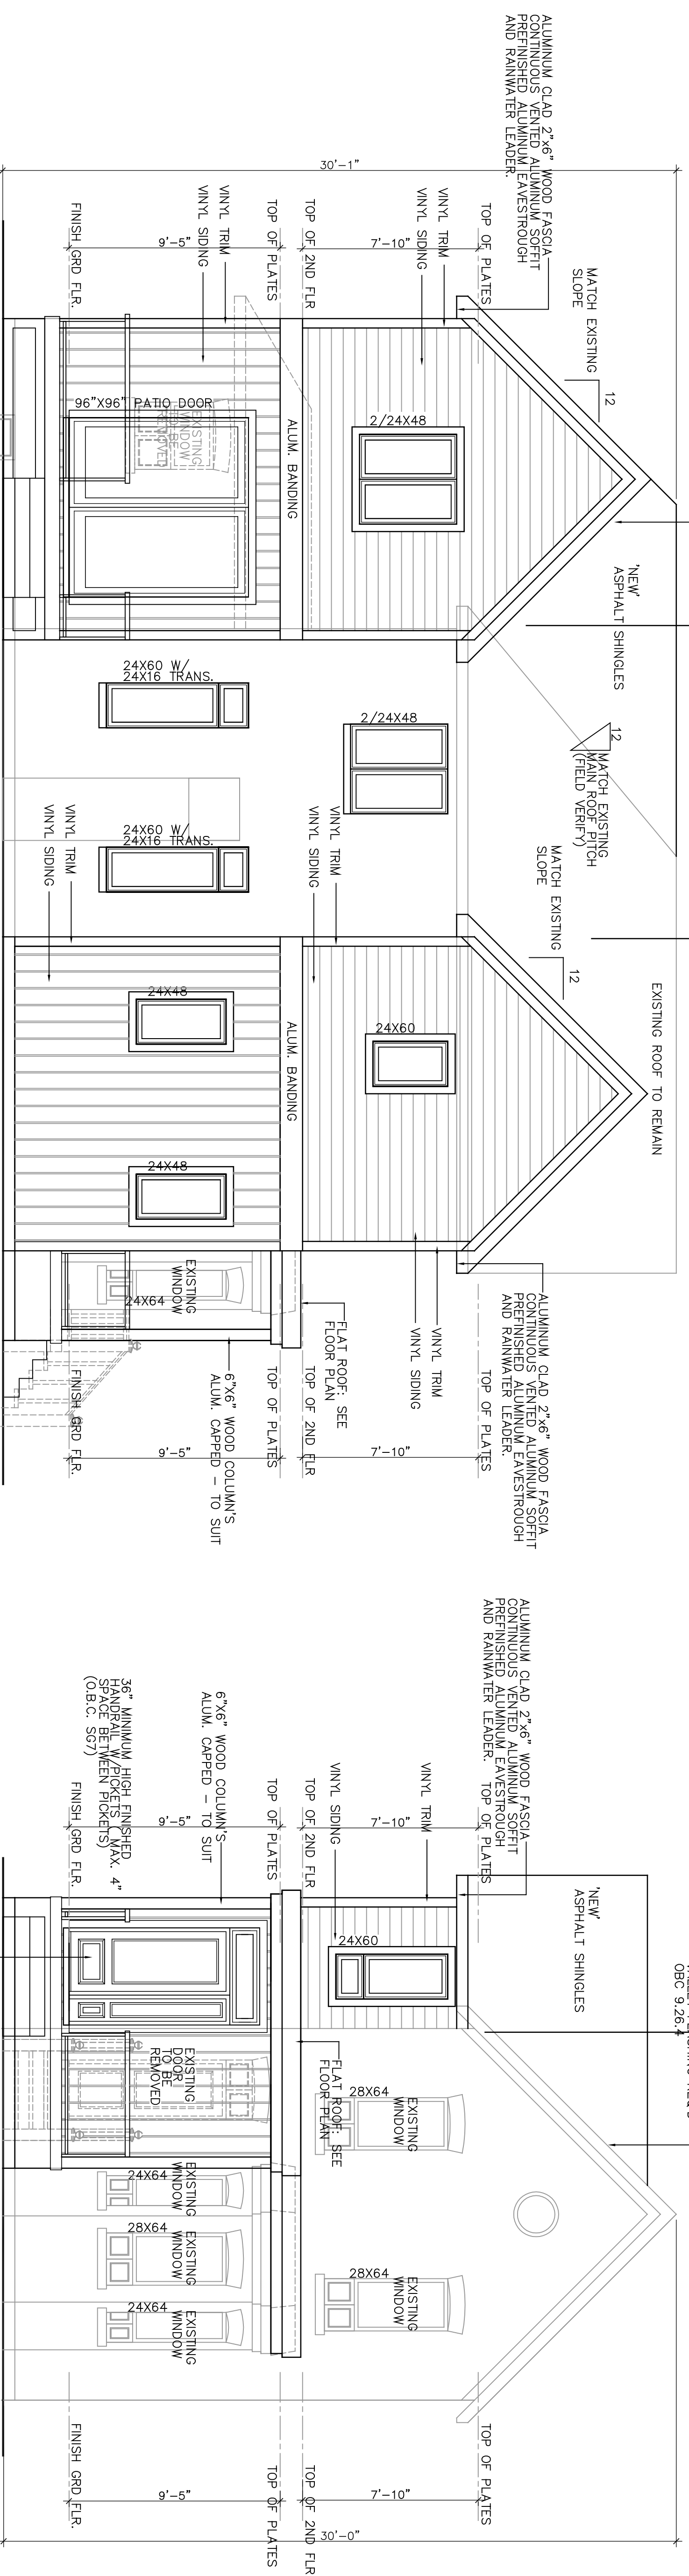 ALUMINUM CLAD 2"x6" WOOD FASCIA
CONTINUOUS VENTED ALUMINUM SOFFIT
PREFINISHED ALUMINUM EAVESTROUGH
AND RAINWATER LEADER.
30'-1"
MATCH EXISTING
SLOPE
12
TOP OF PLATES
7'-10"
VINYL TRIM
VINYL SIDING
TOP OF 2ND FLR
TOP OF PLATES
9'-5"
VINYL TRIM
VINYL SIDING
FINISH GRD FLR.
2/24X48
ALUM. BANDING
96"X96" PATIO DOOR
EXISTING
WINDOW
TO BE
REMOVED
'NEW'
ASPHALT SHINGLES
12
MATCH EXISTING
MAIN ROOF PITCH
(FIELD VERIFY)
2/24X48
24X60 W/
24X16 TRANS.
24X60 W/
24X16 TRANS.
MATCH EXISTING
SLOPE
12
EXISTING ROOF TO REMAIN
VINYL TRIM
VINYL SIDING
VINYL TRIM
VINYL SIDING
24X60
ALUM. BANDING
24X48
24X48
EXISTING
WINDOW
24X64
ALUMINUM CLAD 2"x6" WOOD FASCIA
CONTINUOUS VENTED ALUMINUM SOFFIT
PREFINISHED ALUMINUM EAVESTROUGH
AND RAINWATER LEADER.
TOP OF PLATES
VINYL TRIM
VINYL SIDING
7'-10"
FLAT ROOF: SEE
FLOOR PLAN
TOP OF 2ND FLR
TOP OF PLATES
9'-5"
6"X6" WOOD COLUMN'S
ALUM. CAPPED - TO SUIT
FINISH GRD FLR.
ALUMINUM CLAD 2"x6" WOOD FASCIA
CONTINUOUS VENTED ALUMINUM SOFFIT
PREFINISHED ALUMINUM EAVESTROUGH
AND RAINWATER LEADER.
TOP OF PLATES
7'-10"
VINYL TRIM
VINYL SIDING
TOP OF 2ND FLR
TOP OF PLATES
9'-5"
6"X6" WOOD COLUMN'S
ALUM. CAPPED - TO SUIT
36" MINIMUM HIGH FINISHED
HANDRAIL W/PICKETS ( MAX. 4"
SPACE BETWEEN PICKETS)
(O.B.C. SG7)
FINISH GRD FLR.
'NEW'
ASPHALT SHINGLES
OBC 9.26.4
24X60
FLAT ROOF: SEE
FLOOR PLAN
EXISTING
DOOR
TO BE
REMOVED
EXISTING
WINDOW
28X64
EXISTING
WINDOW
28X64
EXISTING
WINDOW
24X64
EXISTING
WINDOW
28X64
EXISTING
WINDOW
24X64
TOP OF PLATES
7'-10"
TOP OF 2ND FLR
TOP OF PLATES
9'-5"
FINISH GRD FLR.
30'-0"